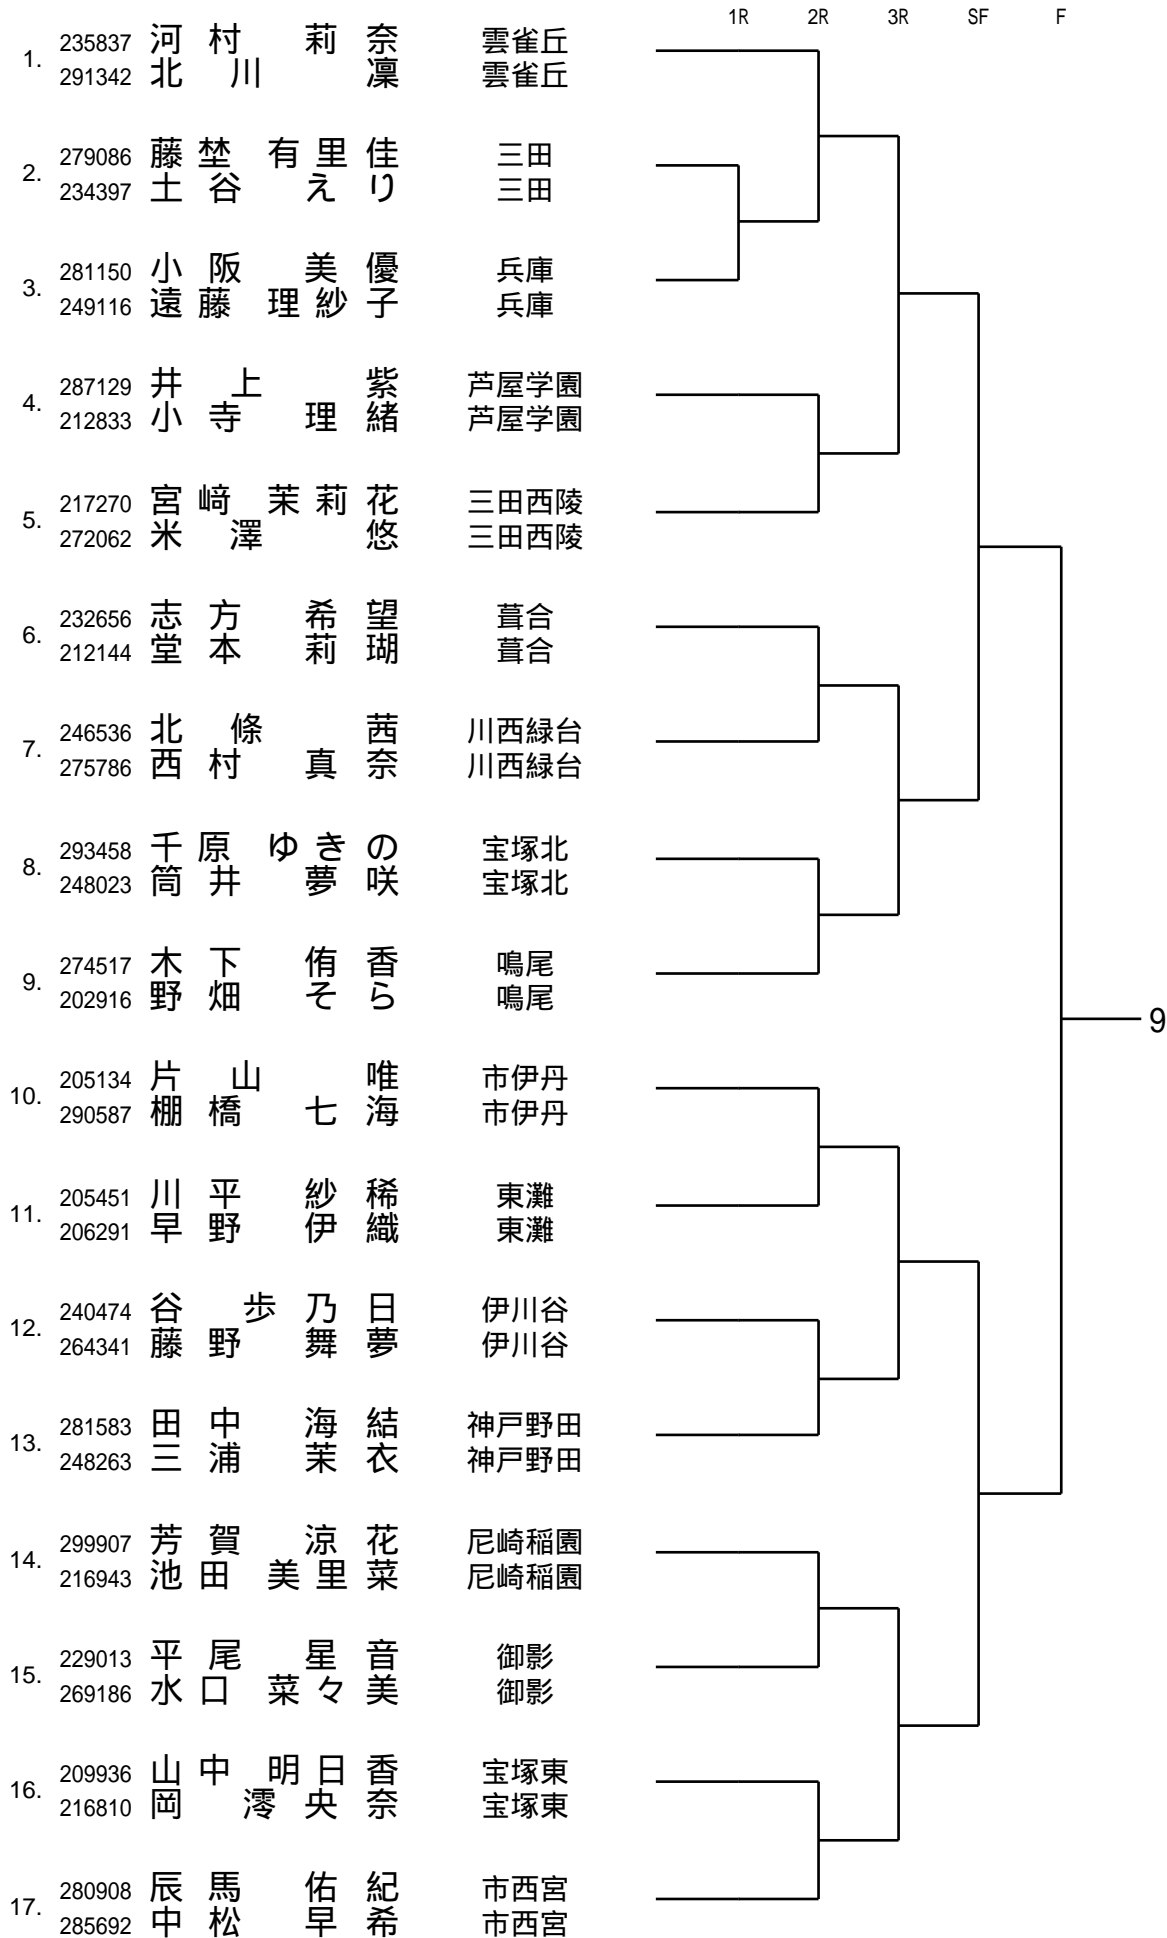 1R 2R 3R SF F
1. 235837 河村 莉奈 雲雀丘
291342 北川 凜 雲雀丘
2. 279086 藤埜 有里佳 三田
234397 土谷 えり 三田
3. 281150 小阪 美優 兵庫
249116 遠藤 理紗子 兵庫
4. 287129 井上 紫 芦屋学園
212833 小寺 理緒 芦屋学園
5. 217270 宮﨑 茉莉花 三田西陵
272062 米澤 悠 三田西陵
6. 232656 志方 希望 葺合
212144 堂本 莉瑚 葺合
7. 246536 北條 茜 川西緑台
275786 西村 真奈 川西緑台
8. 293458 千原 ゆきの 宝塚北
248023 筒井 夢咲 宝塚北
9. 274517 木下 侑香 鳴尾
202916 野畑 そら 鳴尾
9
10. 205134 片山 唯 市伊丹
290587 棚橋 七海 市伊丹
11. 205451 川平 紗稀 東灘
206291 早野 伊織 東灘
12. 240474 谷 歩乃日 伊川谷
264341 藤野 舞夢 伊川谷
13. 281583 田中 海結 神戸野田
248263 三浦 茉衣 神戸野田
14. 299907 芳賀 涼花 尼崎稲園
216943 池田 美里菜 尼崎稲園
15. 229013 平尾 星音 御影
269186 水口 菜々美 御影
16. 209936 山中 明日香 宝塚東
216810 岡 澪央奈 宝塚東
17. 280908 辰馬 佑紀 市西宮
285692 中松 早希 市西宮